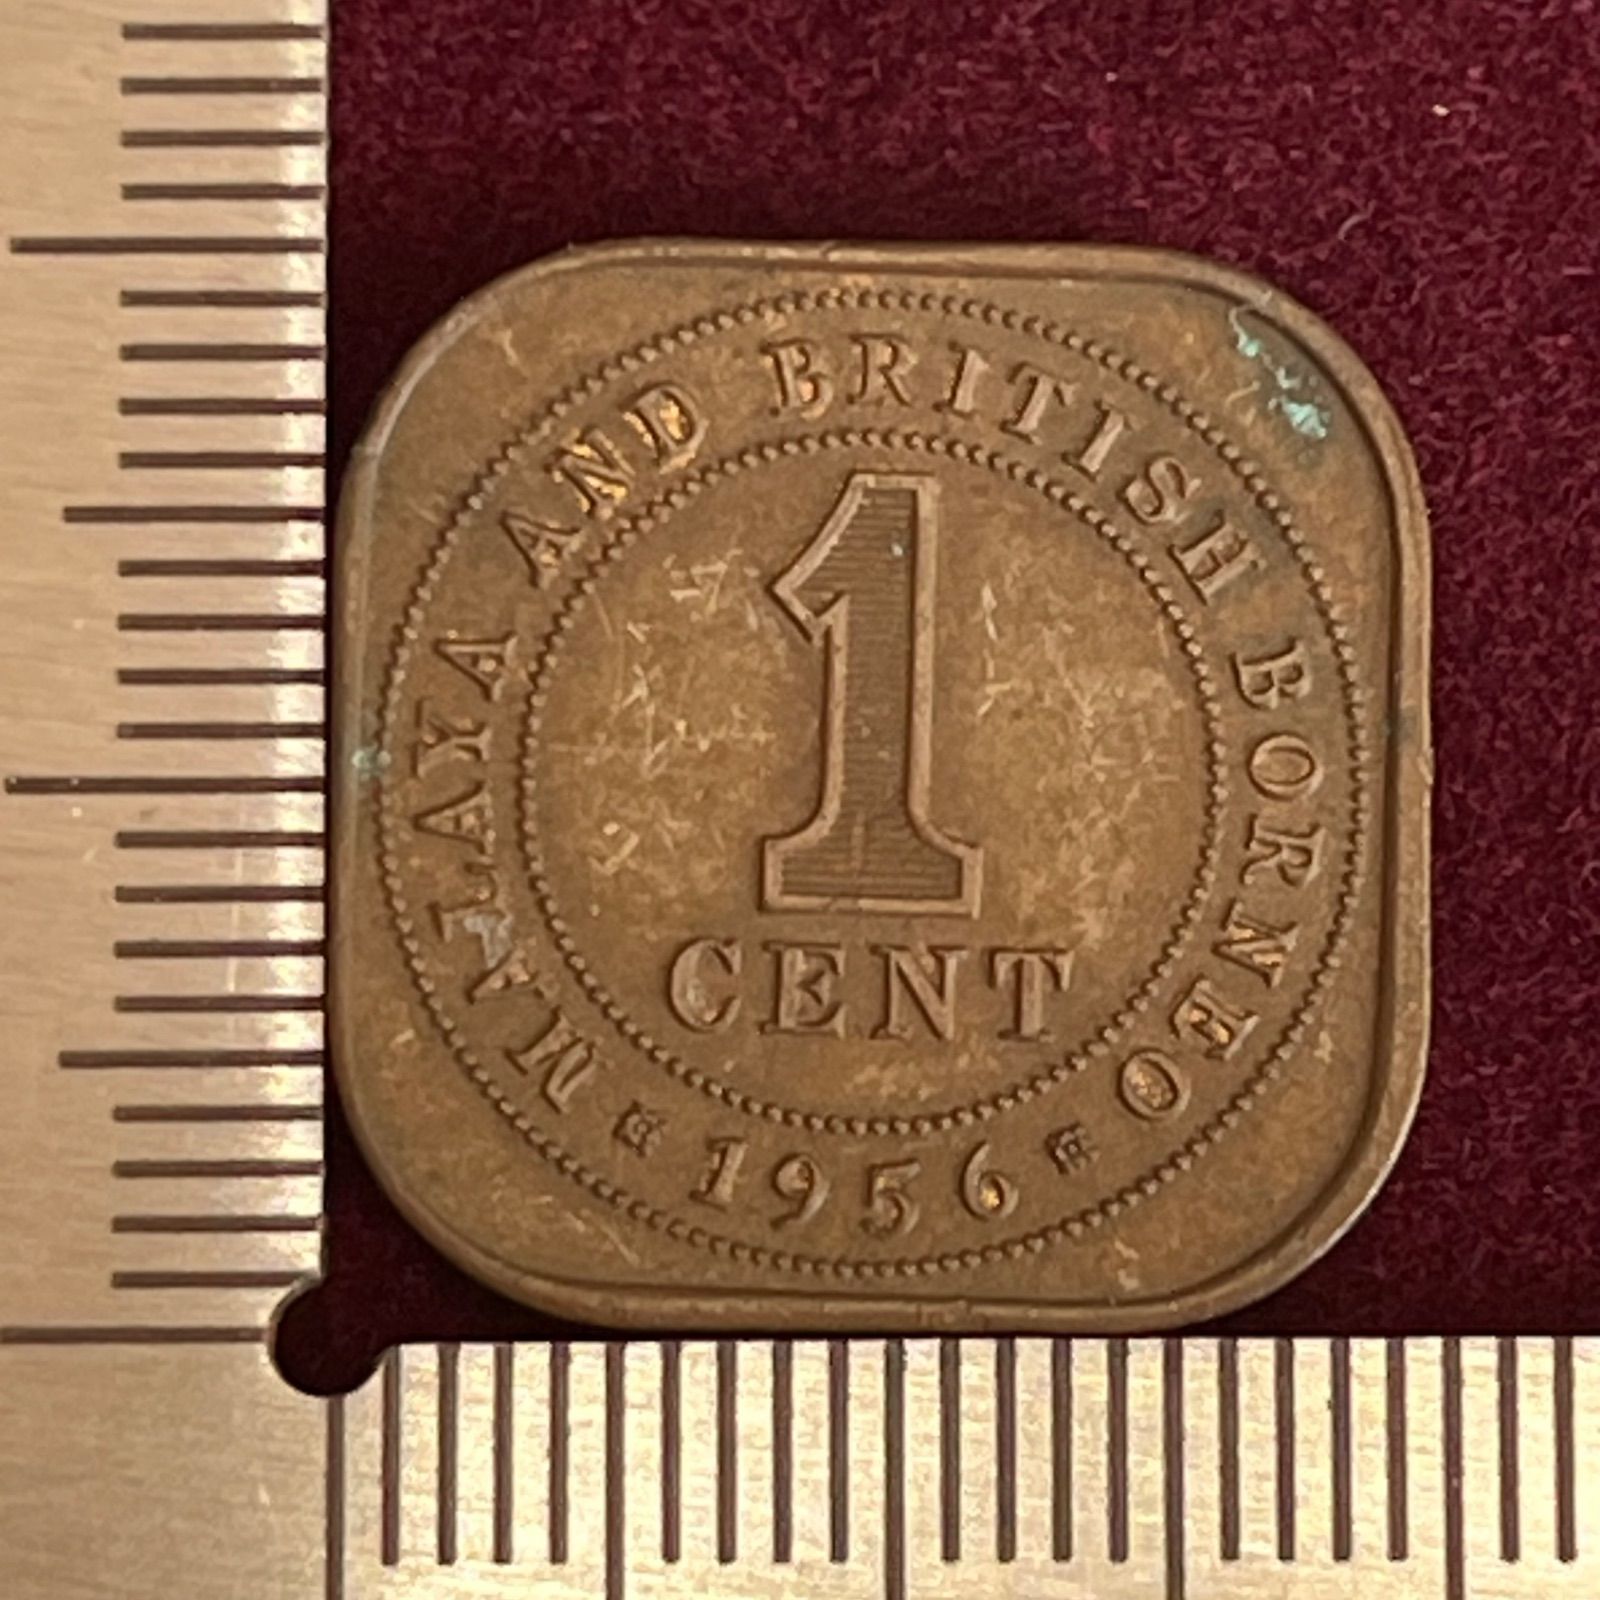 MALAYA AND BRITISH BORNEO
1
CENT
1956